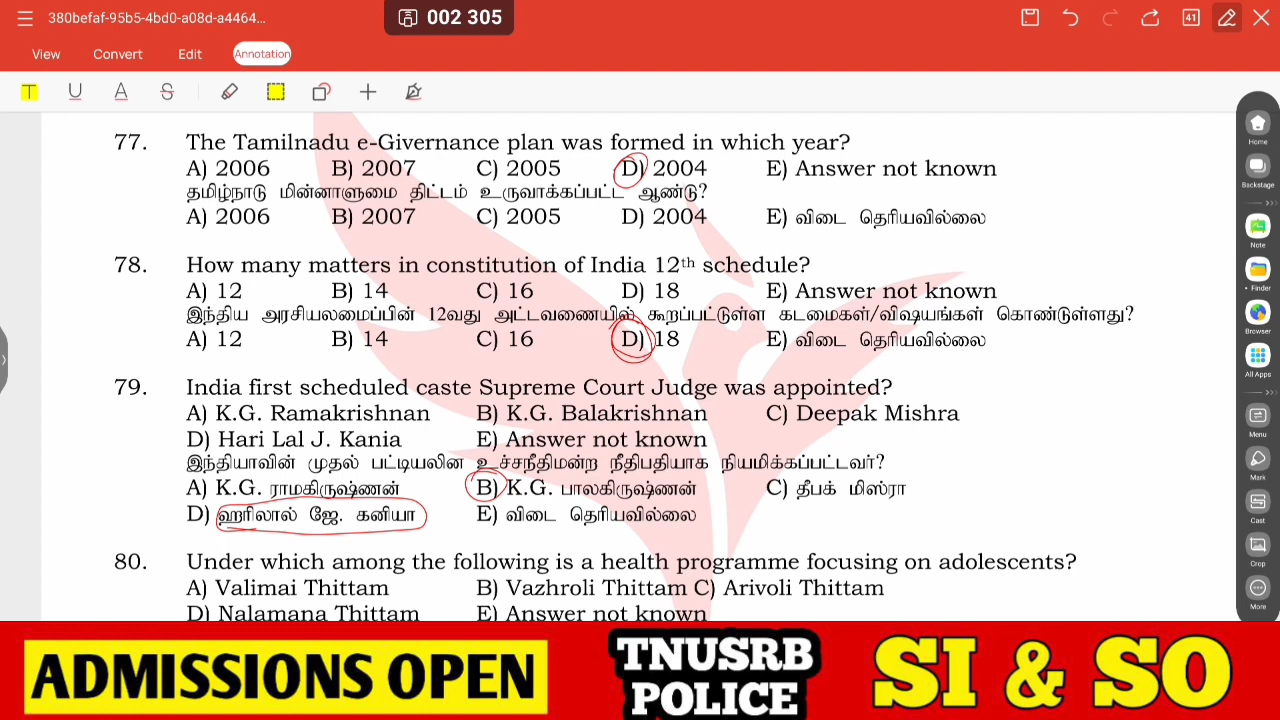 380befaf-95b5-4bd0-a08d-a4464...
002 305
41
View Convert Edit Annotation
77. The Tamilnadu e-Givernance plan was formed in which year?
A) 2006 B) 2007 C) 2005 D) 2004 E) Answer not known
தமிழ்நாடு மின்னாளுமை திட்டம் உருவாக்கப்பட்ட ஆண்டு?
A) 2006 B) 2007 C) 2005 D) 2004 E) விடை தெரியவில்லை
78. How many matters in constitution of India 12th schedule?
A) 12 B) 14 C) 16 D) 18 E) Answer not known
இந்திய அரசியலமைப்பின் 12வது அட்டவணையில் கூறப்பட்டுள்ள கடமைகள்/விஷயங்கள் கொண்டுள்ளது?
A) 12 B) 14 C) 16 D) 18 E) விடை தெரியவில்லை
79. India first scheduled caste Supreme Court Judge was appointed?
A) K.G. Ramakrishnan B) K.G. Balakrishnan C) Deepak Mishra
D) Hari Lal J. Kania E) Answer not known
இந்தியாவின் முதல் பட்டியலின உச்சநீதிமன்ற நீதிபதியாக நியமிக்கப்பட்டவர்?
A) K.G. ராமகிருஷ்ணன் B) K.G. பாலகிருஷ்ணன் C) தீபக் மிஸ்ரா
D) ஹரிலால் ஜே. கனியா E) விடை தெரியவில்லை
80. Under which among the following is a health programme focusing on adolescents?
A) Valimai Thittam B) Vazhroli Thittam C) Arivoli Thittam
D) Nalamana Thittam E) Answer not known
Home
Backstage
Note
Finder
Browser
All Apps
Menu
Mark
Cast
Crop
More
ADMISSIONS OPEN
TNUSRB
POLICE
SI & SO